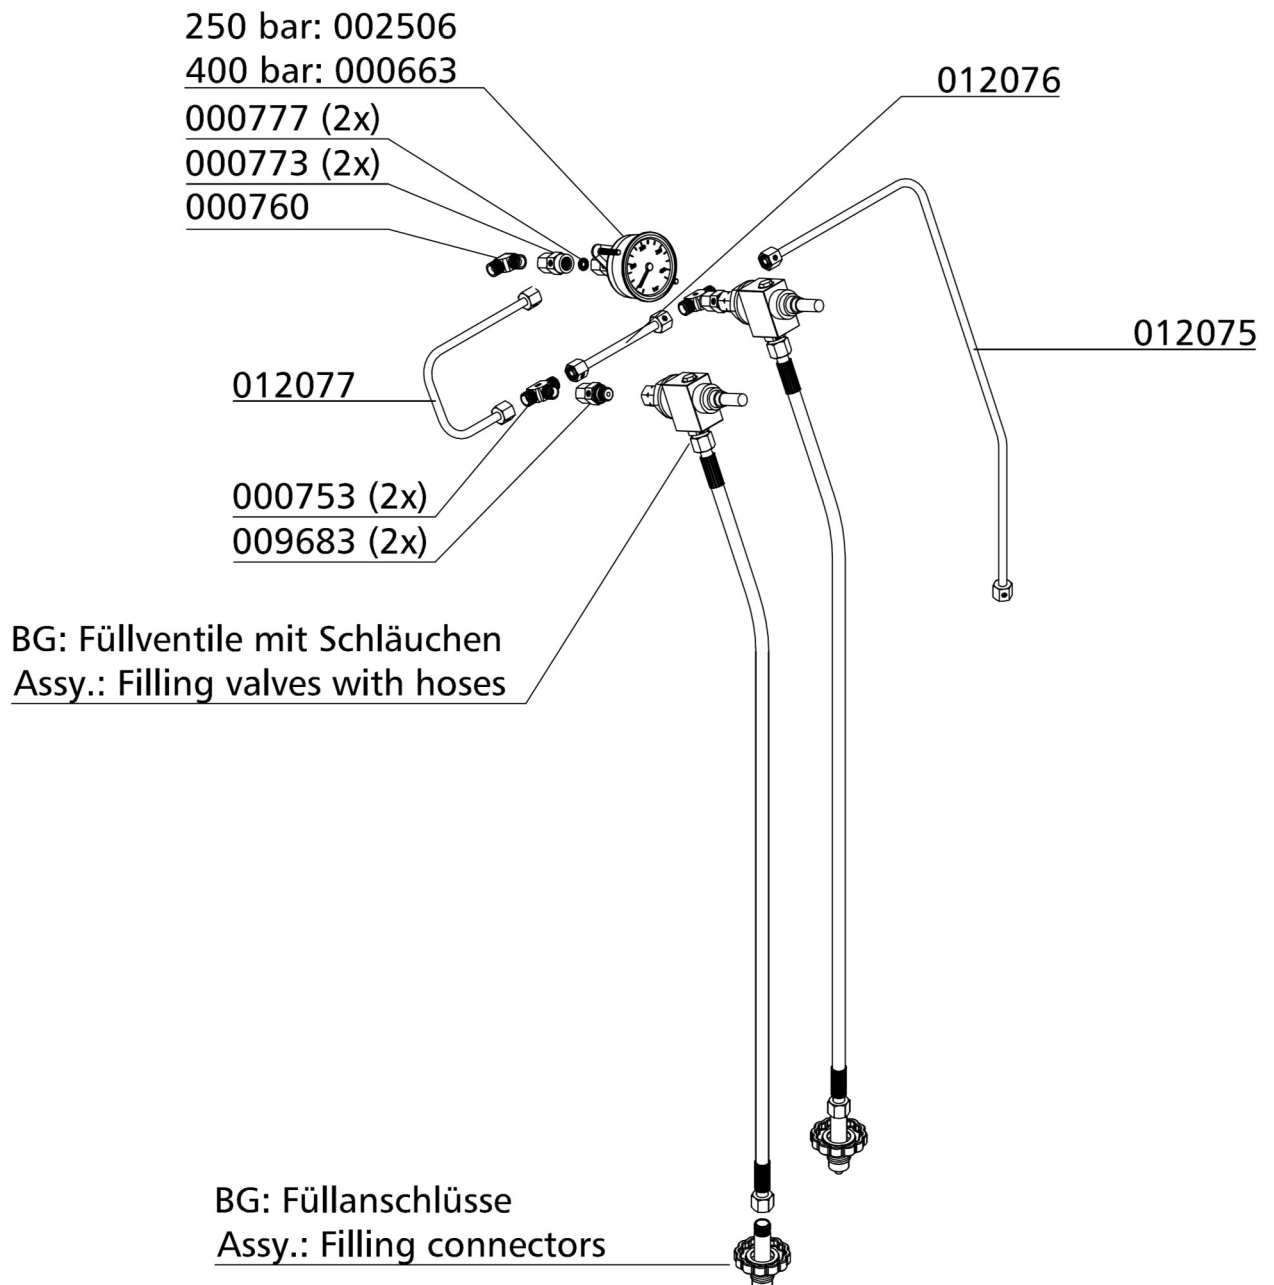 250 bar: 002506
400 bar: 000663
000777 (2x)
000773 (2x)
000760
012076
012075
012077
000753 (2x)
009683 (2x)
BG: Füllventile mit Schläuchen
Assy.: Filling valves with hoses
BG: Füllanschlüsse
Assy.: Filling connectors